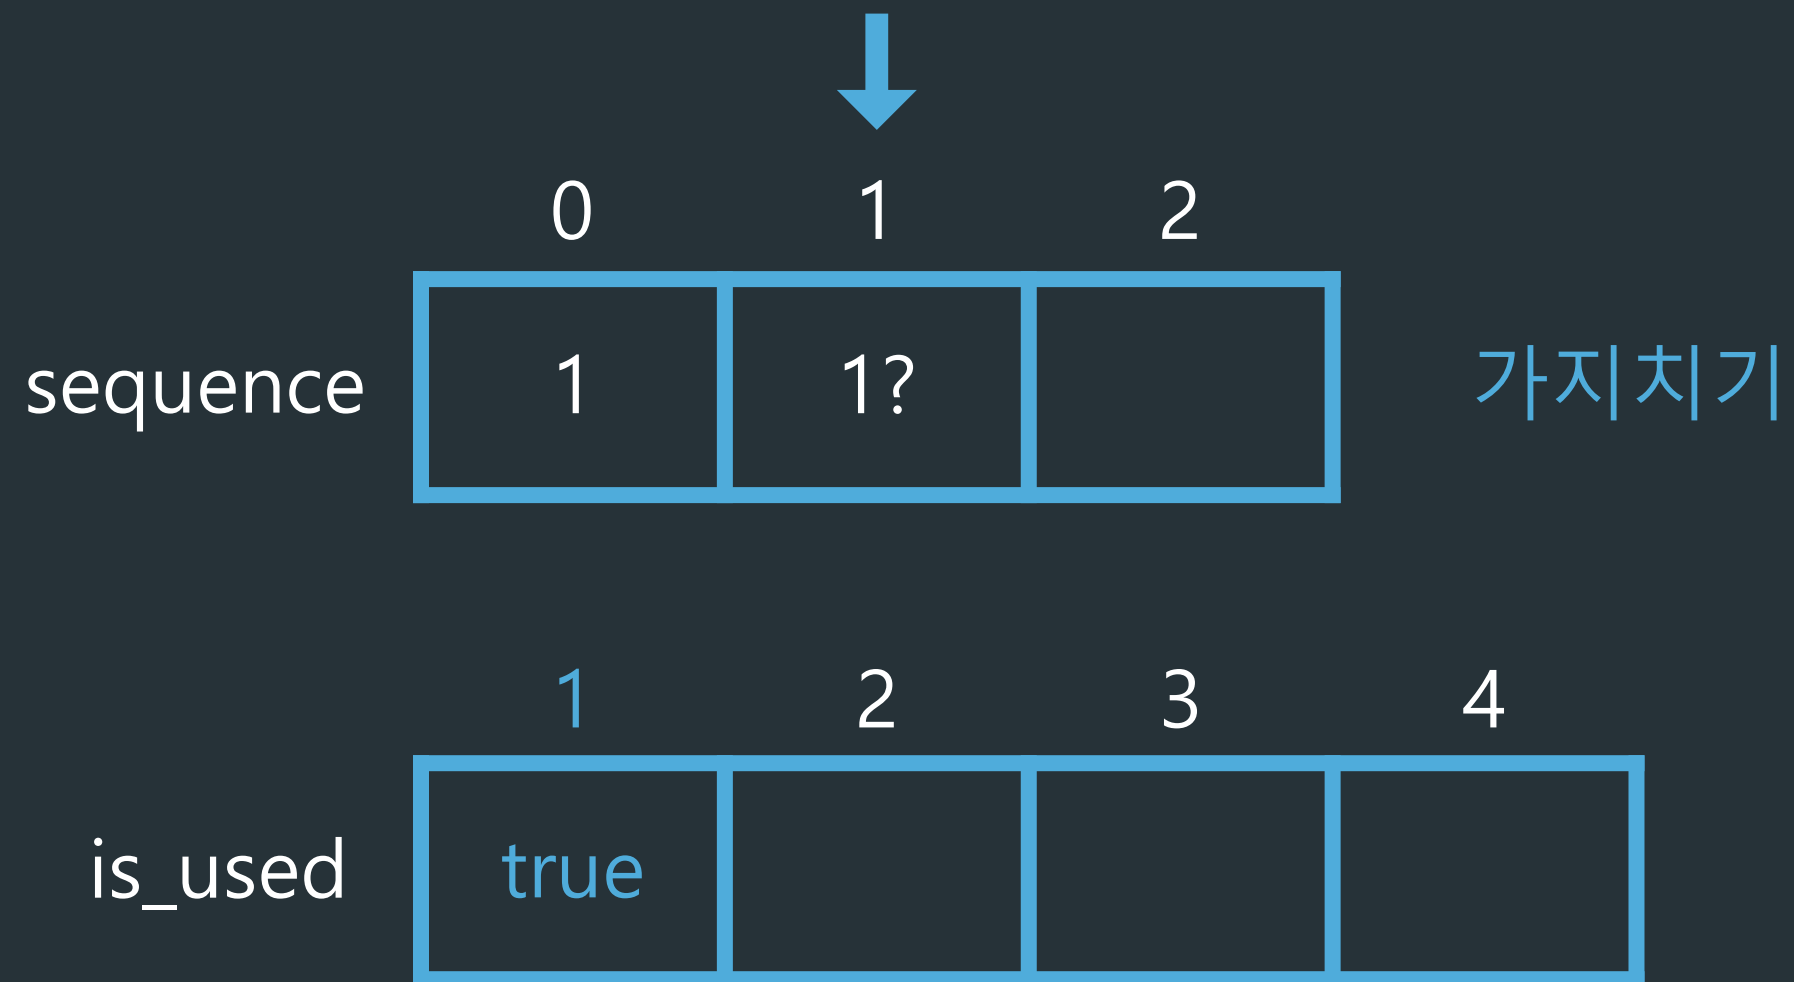 0 1 2
sequence 1 1? 가지치기
1 2 3 4
is_used true